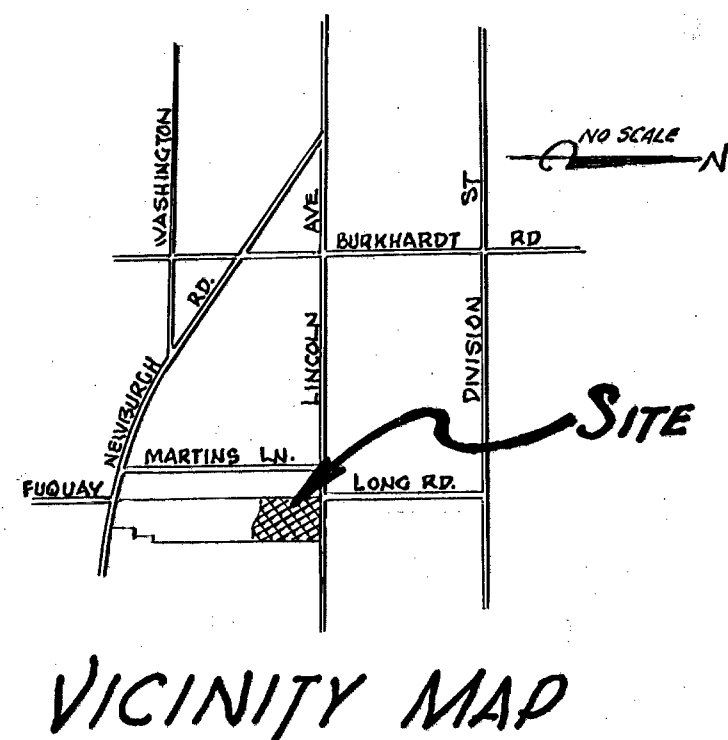 WASHINGTON
NEWBURGH RD.
LINCOLN AVE
DIVISION ST
NO SCALE
N
BURKHARDT RD
SITE
MARTINS LN.
FUQUAY
LONG RD.
VICINITY MAP